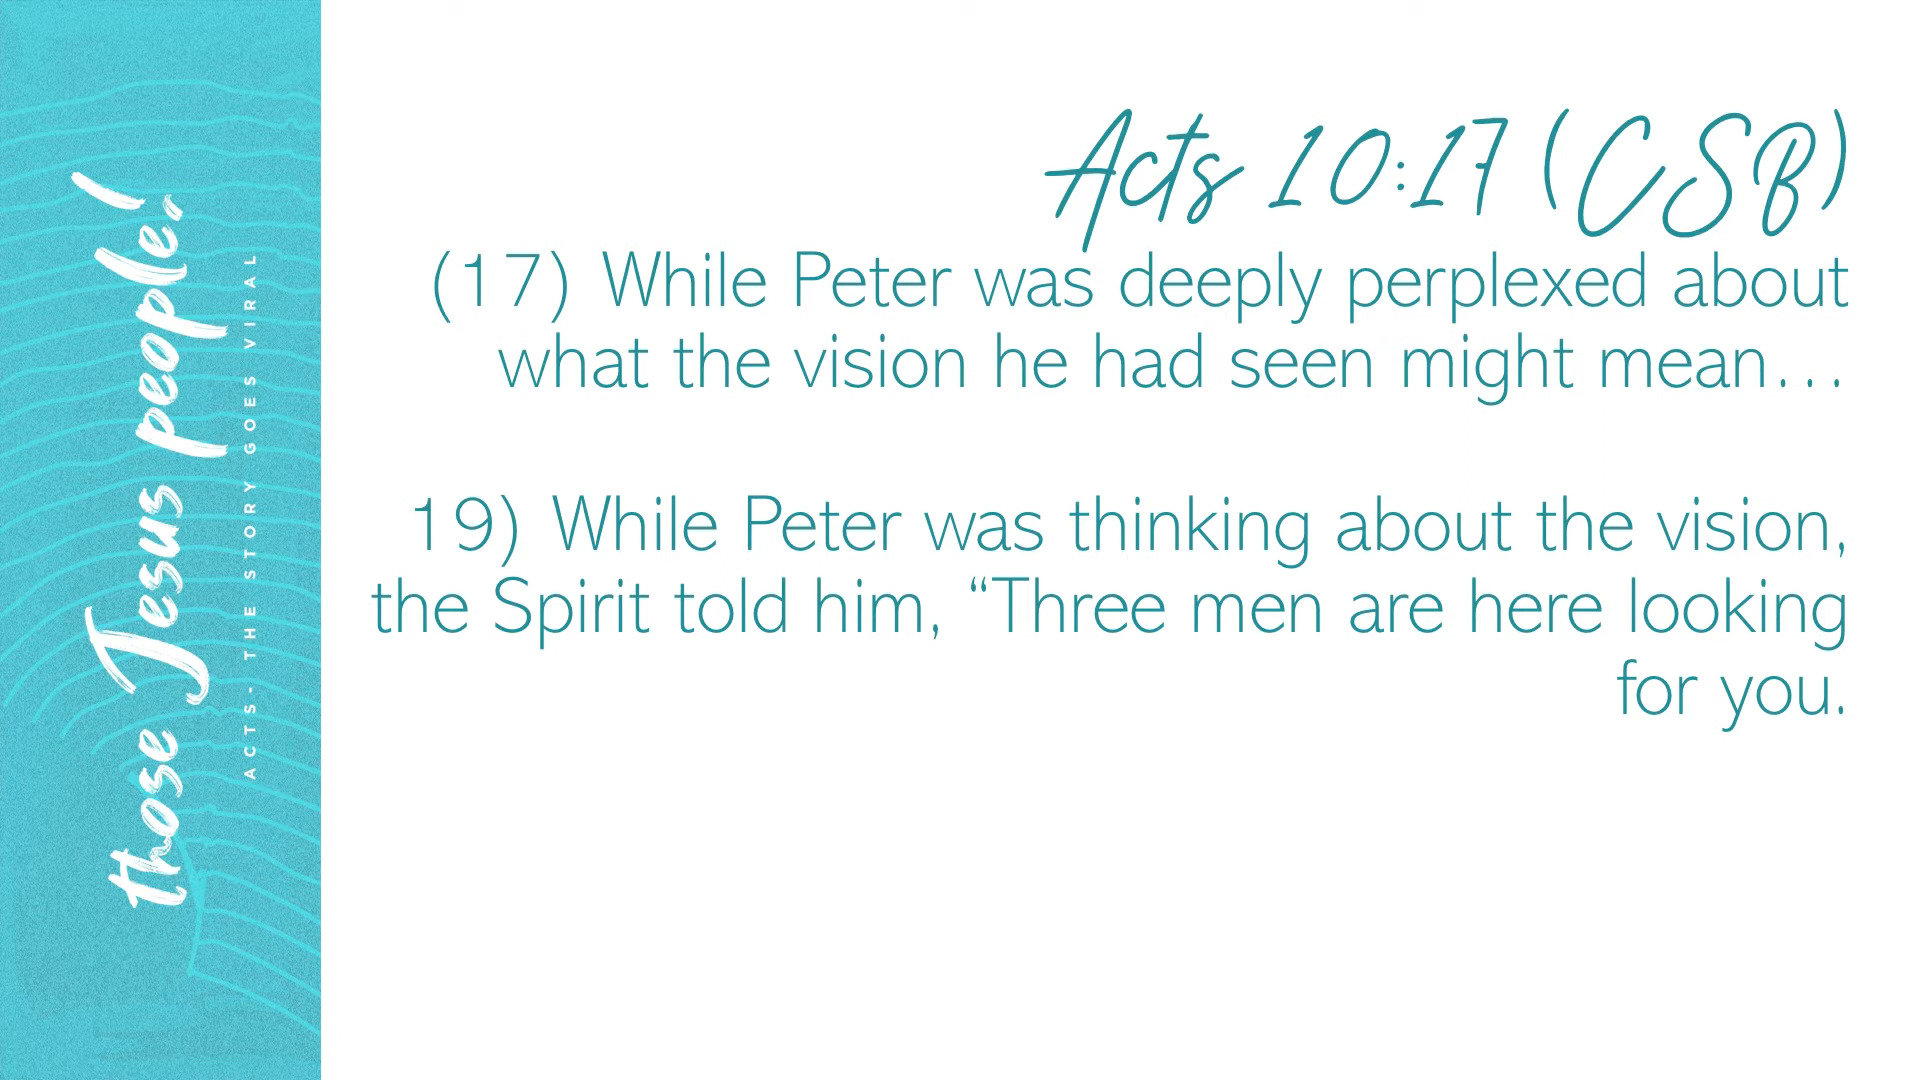 those Jesus people!
ACTS- THE STORY GOES VIRAL
Acts 10:17 (CSB)
(17) While Peter was deeply perplexed about
what the vision he had seen might mean…
19) While Peter was thinking about the vision,
the Spirit told him, “Three men are here looking
for you.